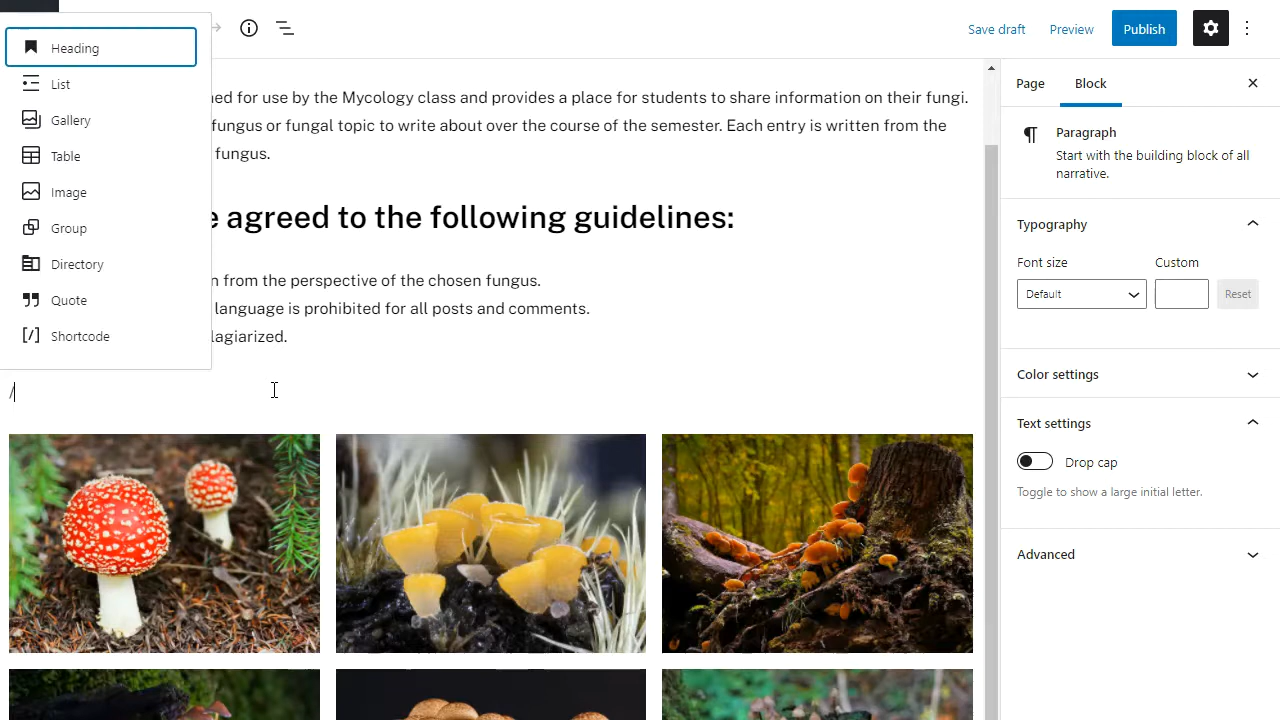 Save draft
Preview
Publish
Heading
List
Gallery
Table
Image
Group
Directory
Quote
Shortcode
ed for use by the Mycology class and provides a place for students to share information on their fungi.
fungus or fungal topic to write about over the course of the semester. Each entry is written from the
fungus.
e agreed to the following guidelines:
n from the perspective of the chosen fungus.
language is prohibited for all posts and comments.
lagiarized.
/
Page
Block
Paragraph
Start with the building block of all
narrative.
Typography
Font size
Custom
Default
Reset
Color settings
Text settings
Drop cap
Toggle to show a large initial letter.
Advanced